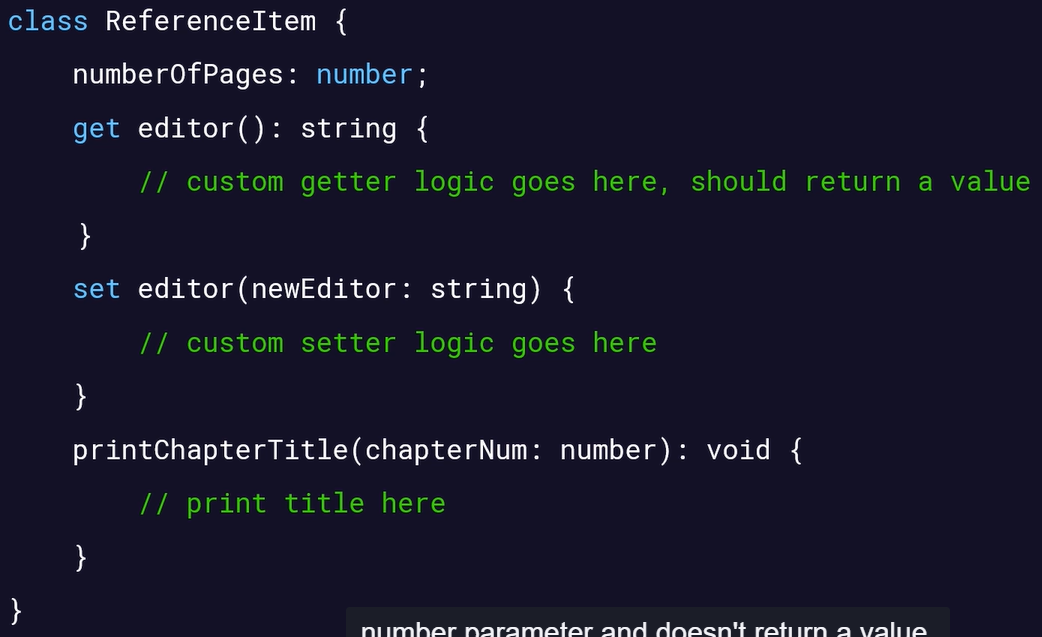 class ReferenceItem {
numberOfPages: number;
get editor(): string {
// custom getter logic goes here, should return a value
}
set editor(newEditor: string) {
// custom setter logic goes here
}
printChapterTitle(chapterNum: number): void {
// print title here
}
}
number parameter and doesn't return a value